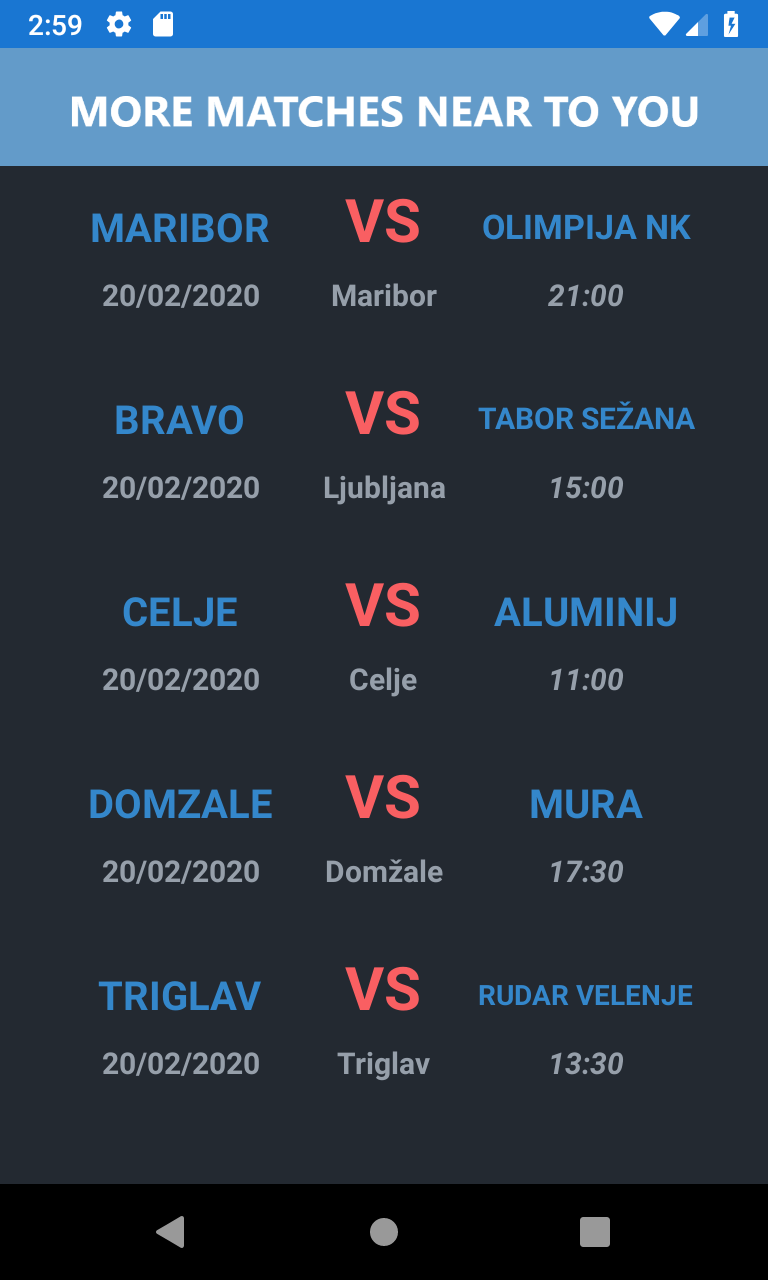 2:59
MORE MATCHES NEAR TO YOU
MARIBOR VS OLIMPIJA NK
20/02/2020 Maribor 21:00
BRAVO VS TABOR SEŽANA
20/02/2020 Ljubljana 15:00
CELJE VS ALUMINIJ
20/02/2020 Celje 11:00
DOMZALE VS MURA
20/02/2020 Domžale 17:30
TRIGLAV VS RUDAR VELENJE
20/02/2020 Triglav 13:30